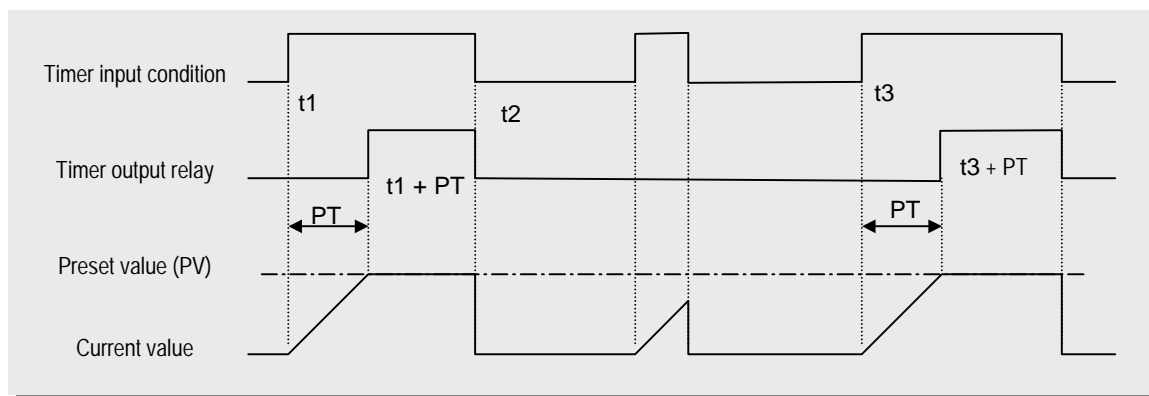 Timer input condition
t1
t2
t3
Timer output relay
t1 + PT
t3 + PT
PT
PT
Preset value (PV)
Current value